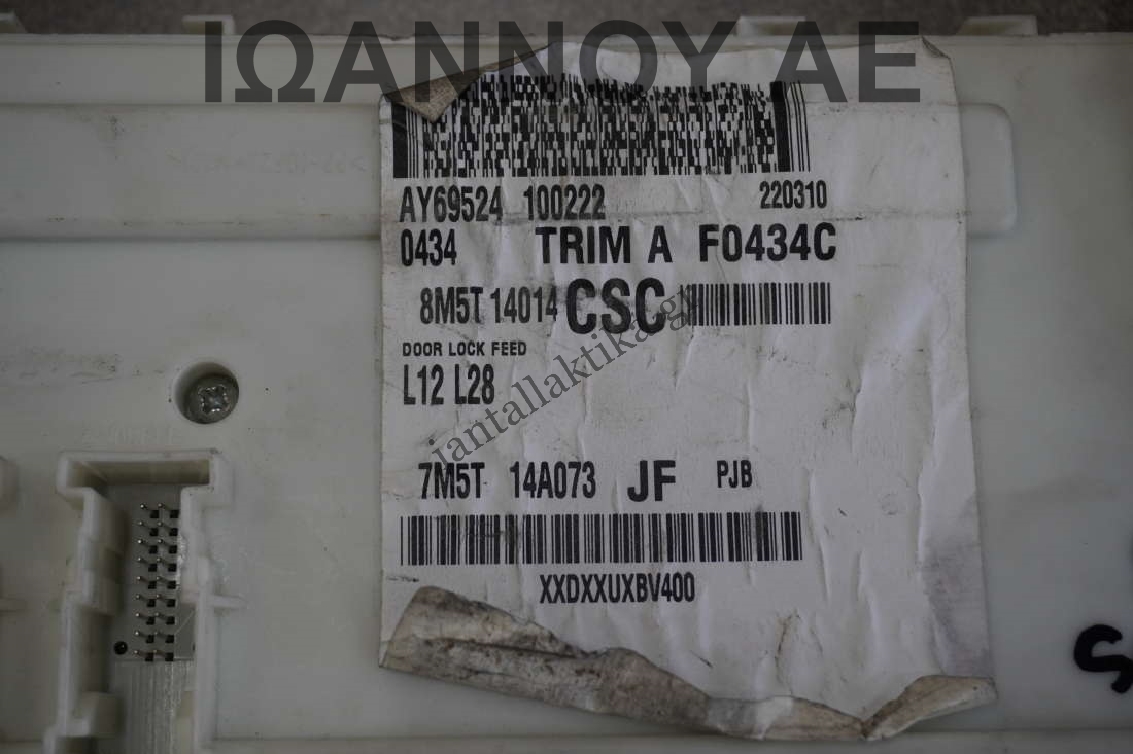 ΙΩΑΝΝΟΥ ΑΕ
AY69524 100222 220310
0434 TRIM A F0434C
8M5T 14014 CSC
DOOR LOCK FEED
L12 L28
iantallaktika.gr
7M5T 14A073 JF PJB
XXDXXUXBV400